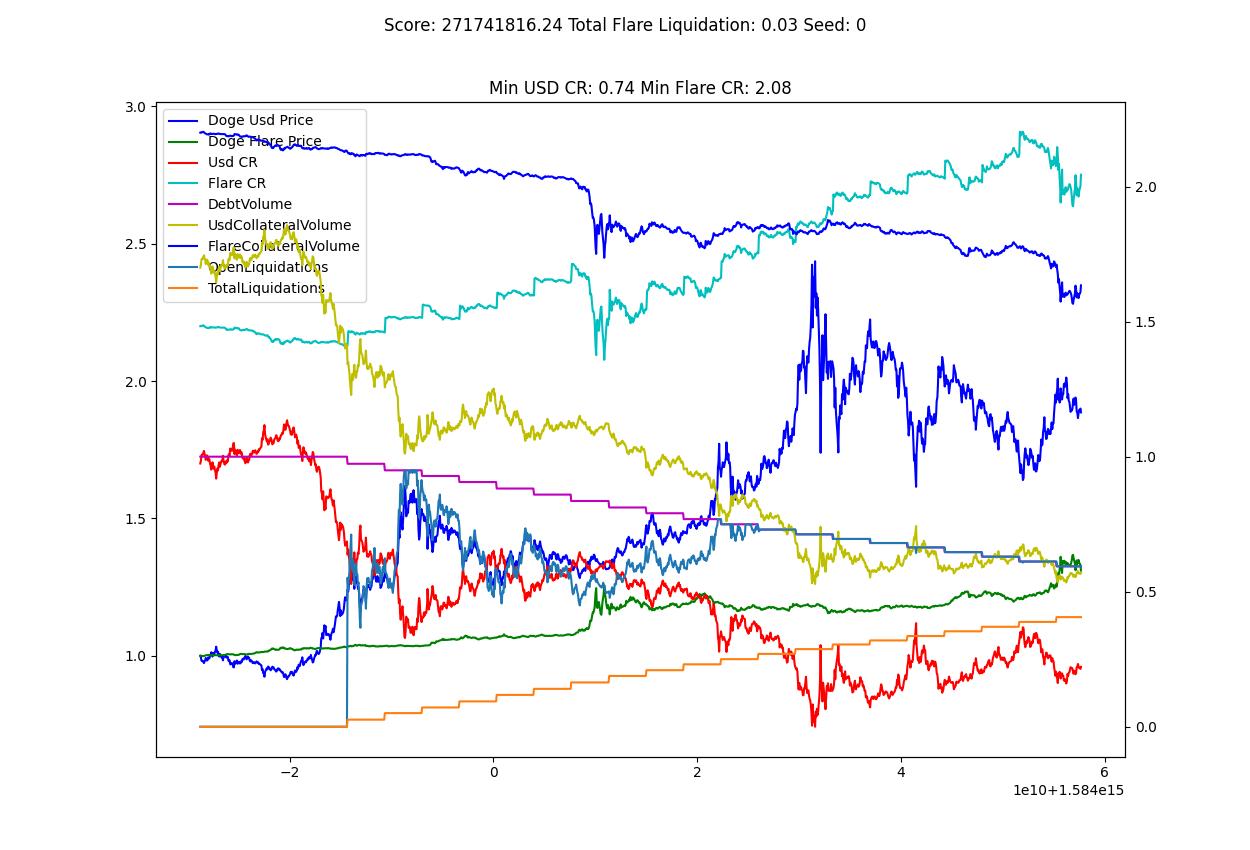 Score: 271741816.24 Total Flare Liquidation: 0.03 Seed: 0
Min USD CR: 0.74 Min Flare CR: 2.08
Doge Usd Price
Doge Flare Price
Usd CR
Flare CR
DebtVolume
UsdCollateralVolume
FlareCollateralVolume
OpenLiquidations
TotalLiquidations
3.0
2.5
2.0
1.5
1.0
2.0
1.5
1.0
0.5
0.0
−2
0
2
4
6
1e10+1.584e15